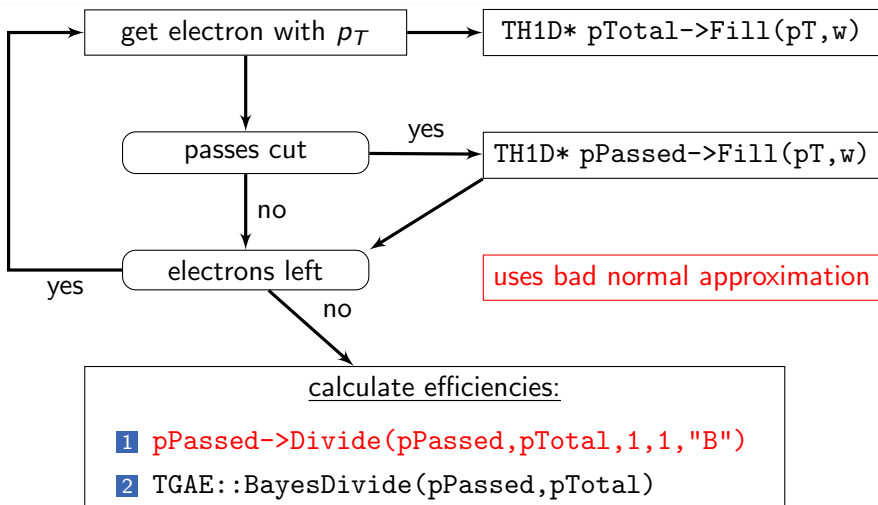 get electron with p_T
TH1D* pTotal->Fill(pT,w)
passes cut
yes
TH1D* pPassed->Fill(pT,w)
no
electrons left
yes
uses bad normal approximation
no
calculate efficiencies:
1 pPassed->Divide(pPassed,pTotal,1,1,"B")
2 TGAE::BayesDivide(pPassed,pTotal)